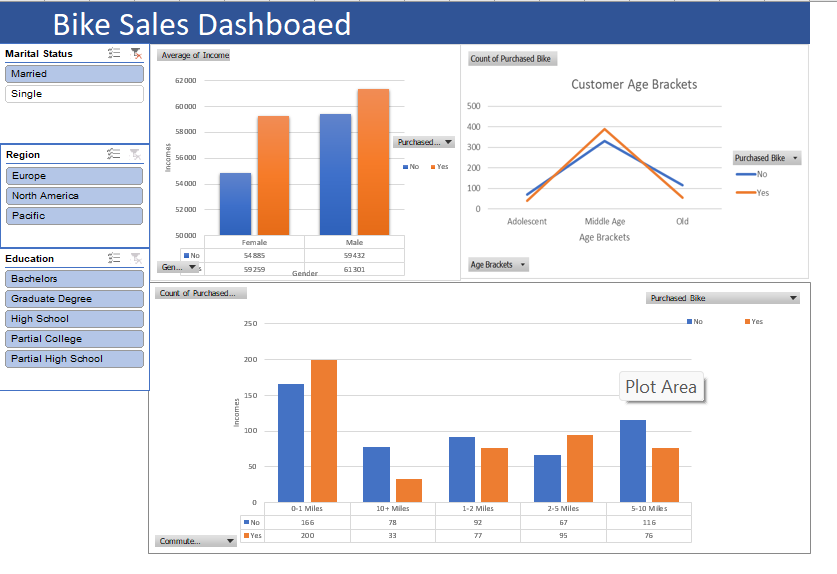 Bike Sales Dashboaed
Marital Status
Married
Single
Region
Europe
North America
Pacific
Education
Bachelors
Graduate Degree
High School
Partial College
Partial High School
Average of Income
62000
60000
58000
56000
54000
52000
50000
Incomes
Female
Male
No
54885
59432
59259
61301
Gen...
Gender
Purchased...
No
Yes
Count of Purchased Bike
Customer Age Brackets
500
400
300
200
100
0
Adolescent
Middle Age
Old
Age Brackets
Purchased Bike
No
Yes
Age Brackets
Count of Purchased...
Purchased Bike
No
Yes
250
200
150
100
50
0
Incomes
Plot Area
0-1 Miles
10+ Miles
1-2 Miles
2-5 Miles
5-10 Miles
No
166
78
92
67
116
Yes
200
33
77
95
76
Commute...